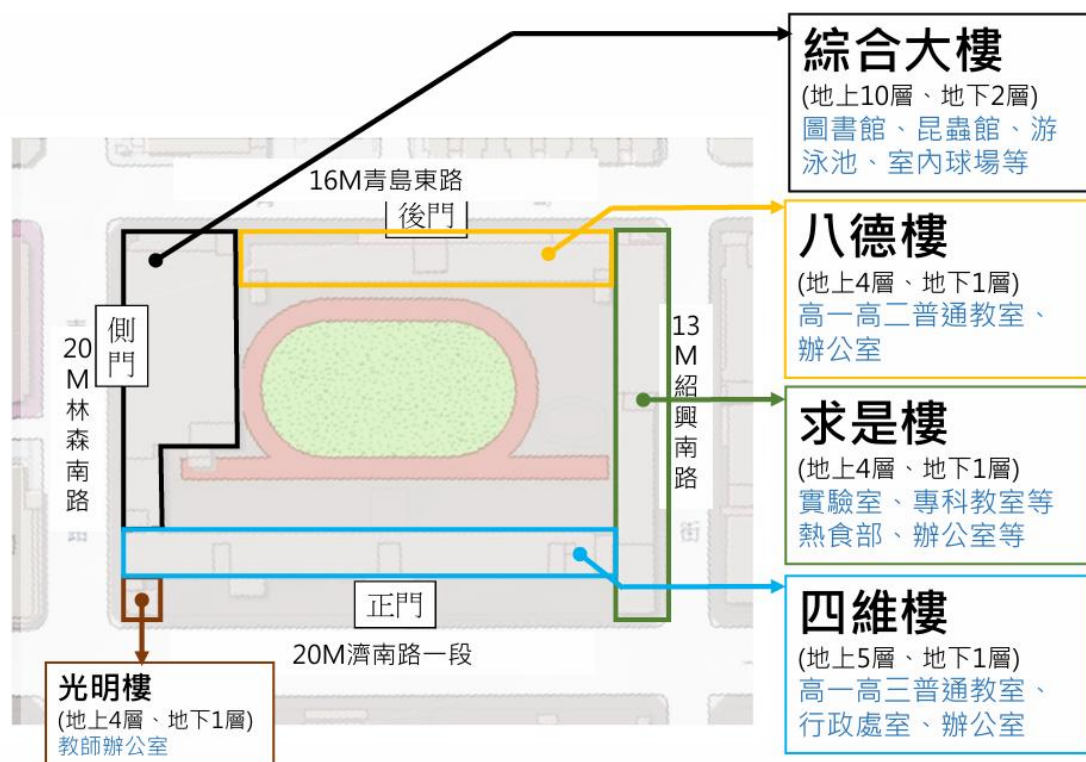 綜合大樓
(地上10層、地下2層)
圖書館、昆蟲館、游
泳池、室內球場等
16M青島東路
後門
八德樓
(地上4層、地下1層)
高一高二普通教室、
辦公室
側門
20M林森南路
13M紹興南路
街
求是樓
(地上4層、地下1層)
實驗室、專科教室等
熱食部、辦公室等
正門
20M濟南路一段
四維樓
(地上5層、地下1層)
高一高三普通教室、
行政處室、辦公室
光明樓
(地上4層、地下1層)
教師辦公室